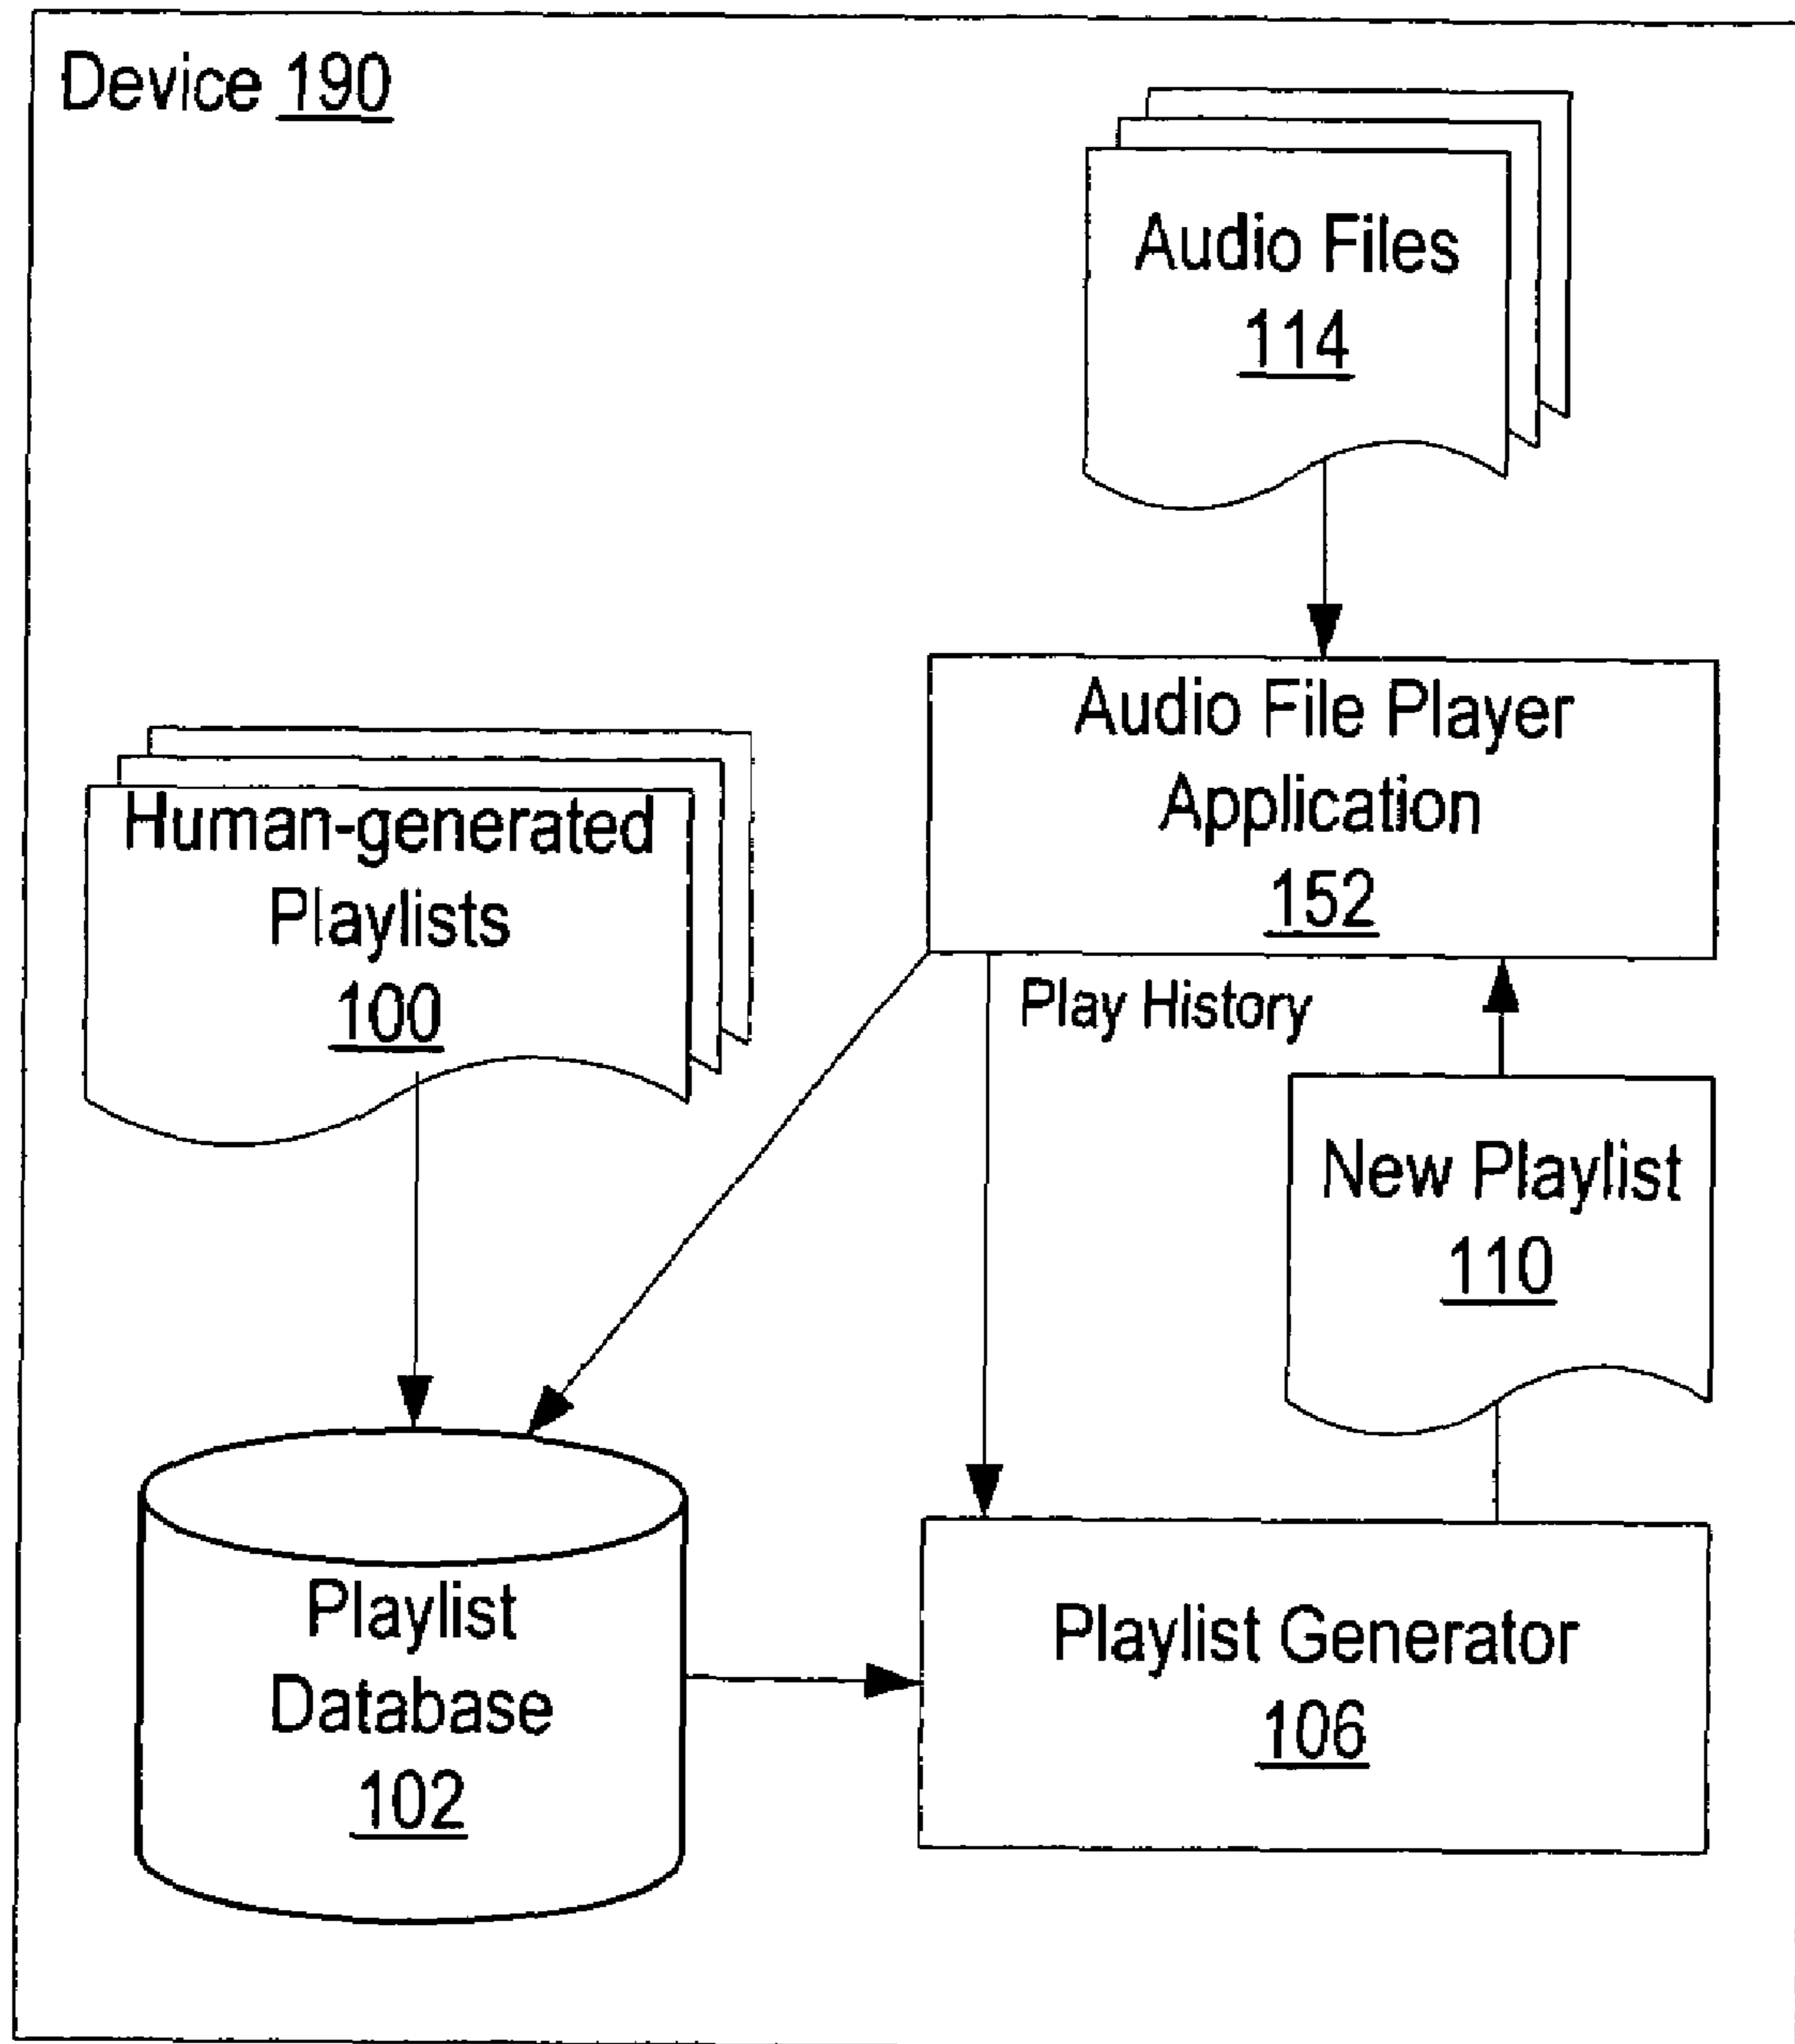 Device 190
Audio Files
114
Audio File Player
Application
152
Human-generated
Playlists
100
Play History
New Playlist
110
Playlist
Database
102
Playlist Generator
106